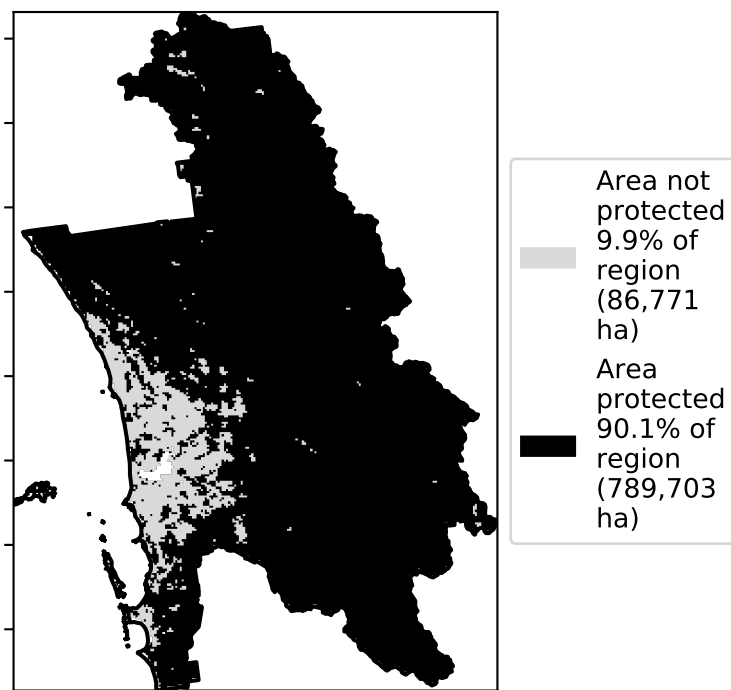 Area not
protected
9.9% of
region
(86,771
ha)
Area
protected
90.1% of
region
(789,703
ha)